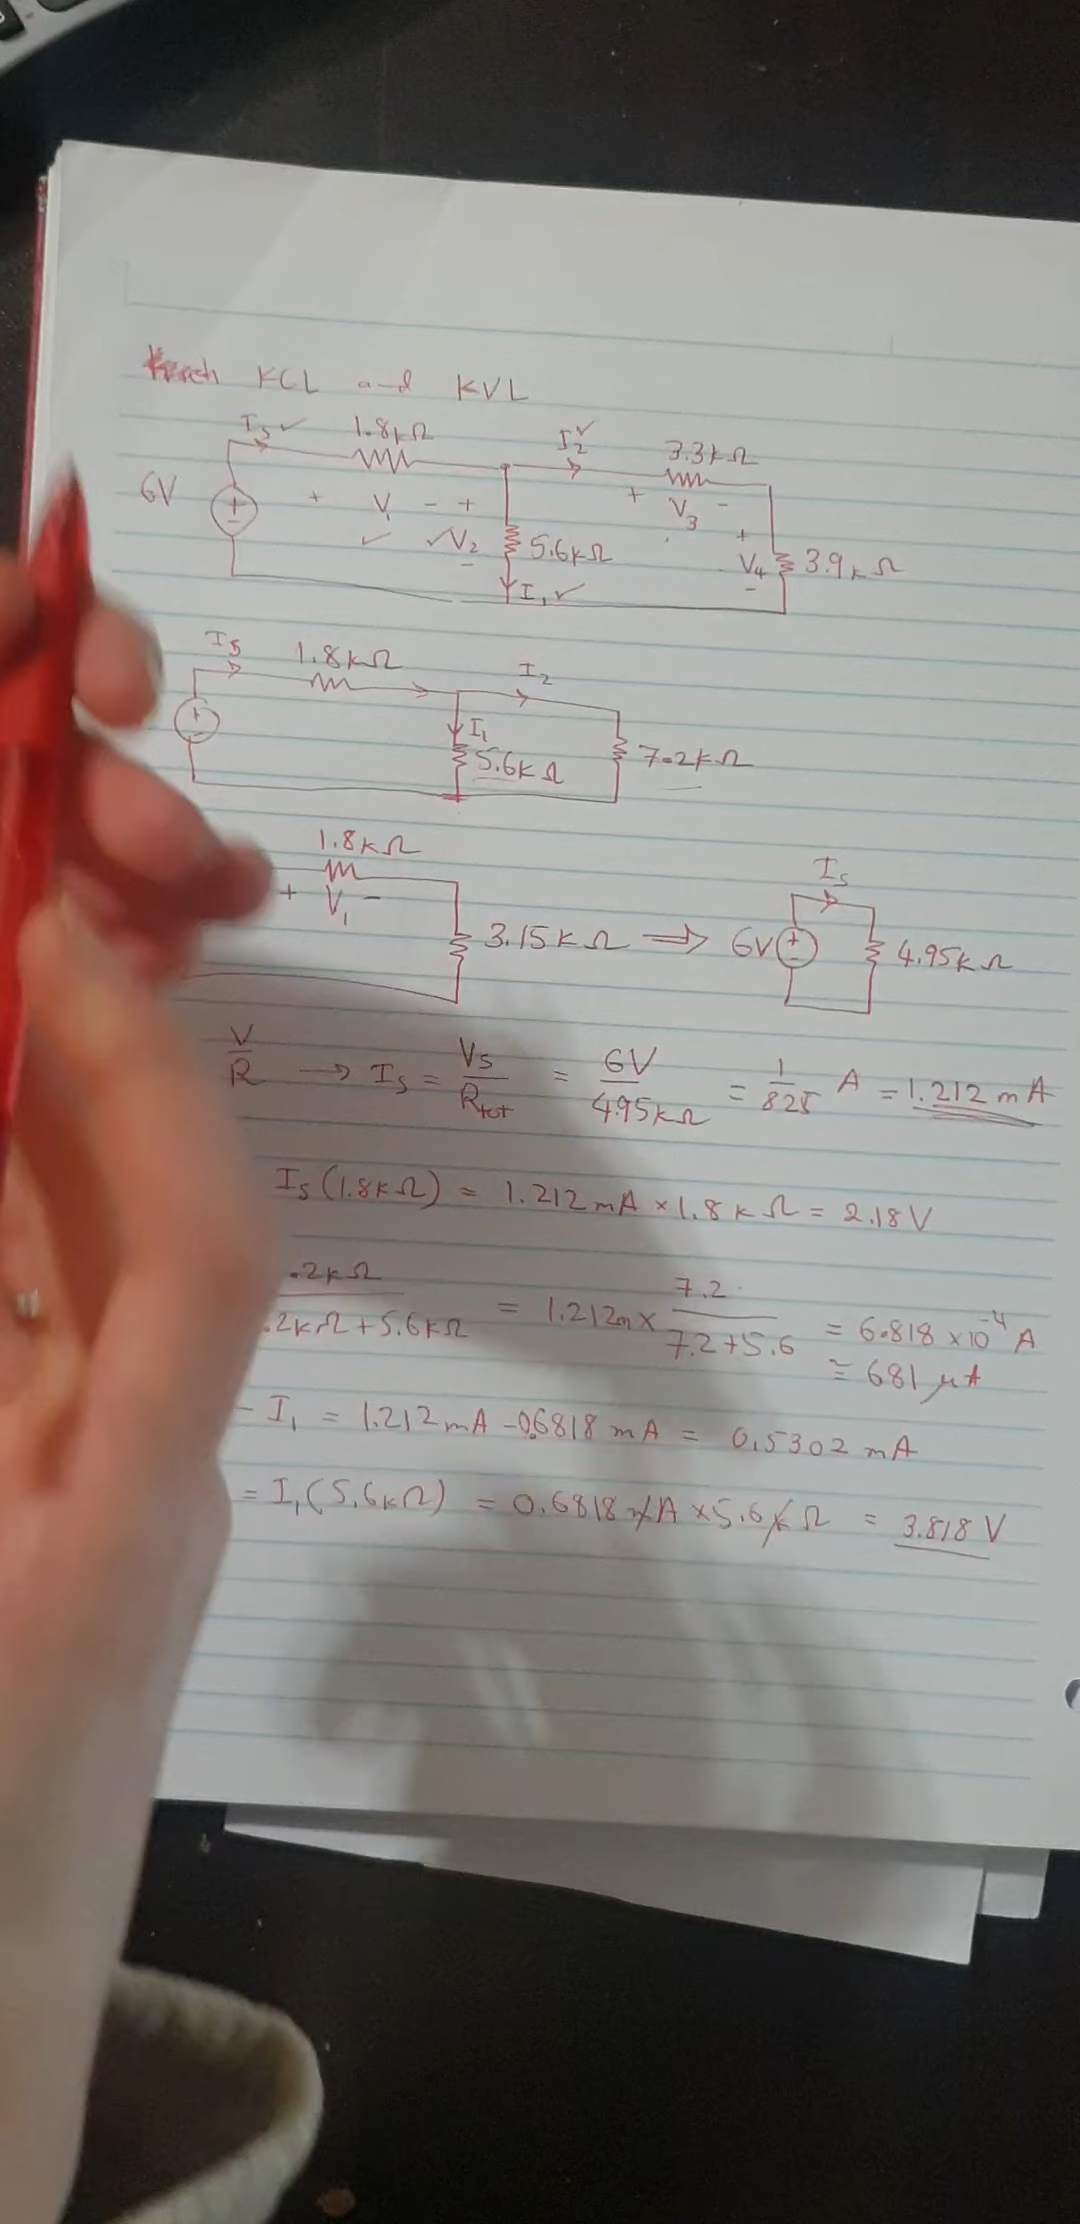 KCL and KVL
Is ✓ 1.8kΩ I2 ✓ 3.3kΩ
6V + V1 - + + V3 -
✓ ✓V2 - 5.6kΩ + V4 - 3.9kΩ
I1 ✓
Is 1.8kΩ I2
+ - I1
5.6kΩ 7.2kΩ
1.8kΩ Is
+ V1 - 3.15kΩ ⇒ 6V 4.95kΩ
V/R → Is = Vs/Rtot = 6V/4.95kΩ = 1/825 A = 1.212 mA
Is (1.8kΩ) = 1.212 mA × 1.8 kΩ = 2.18 V
.2kΩ/.2kΩ+5.6kΩ = 1.212m × 7.2/7.2+5.6 = 6.818 ×10^-4 A
≅ 681 μA
- I1 = 1.212 mA - 0.6818 mA = 0.5302 mA
= I1 (5.6kΩ) = 0.6818 mA × 5.6 kΩ = 3.818 V